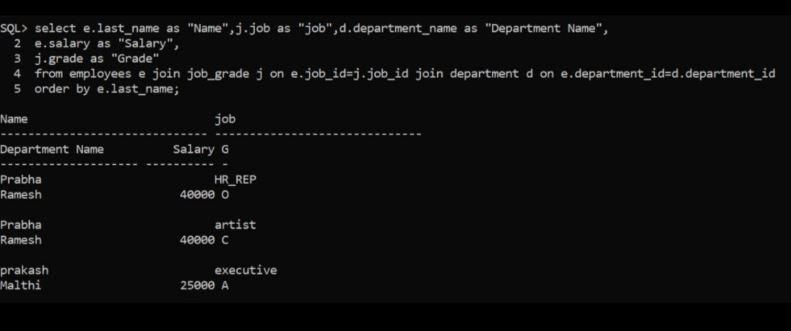 SQL> select e.last_name as "Name",j.job as "job",d.department_name as "Department Name",
2 e.salary as "Salary",
3 j.grade as "Grade"
4 from employees e join job_grade j on e.job_id=j.job_id join department d on e.department_id=d.department_id
5 order by e.last_name;
Name job
------------------------------ ------------------------------
Department Name Salary G
-------------------- ---------- -
Prabha HR_REP
Ramesh 40000 O
Prabha artist
Ramesh 40000 C
prakash executive
Malthi 25000 A